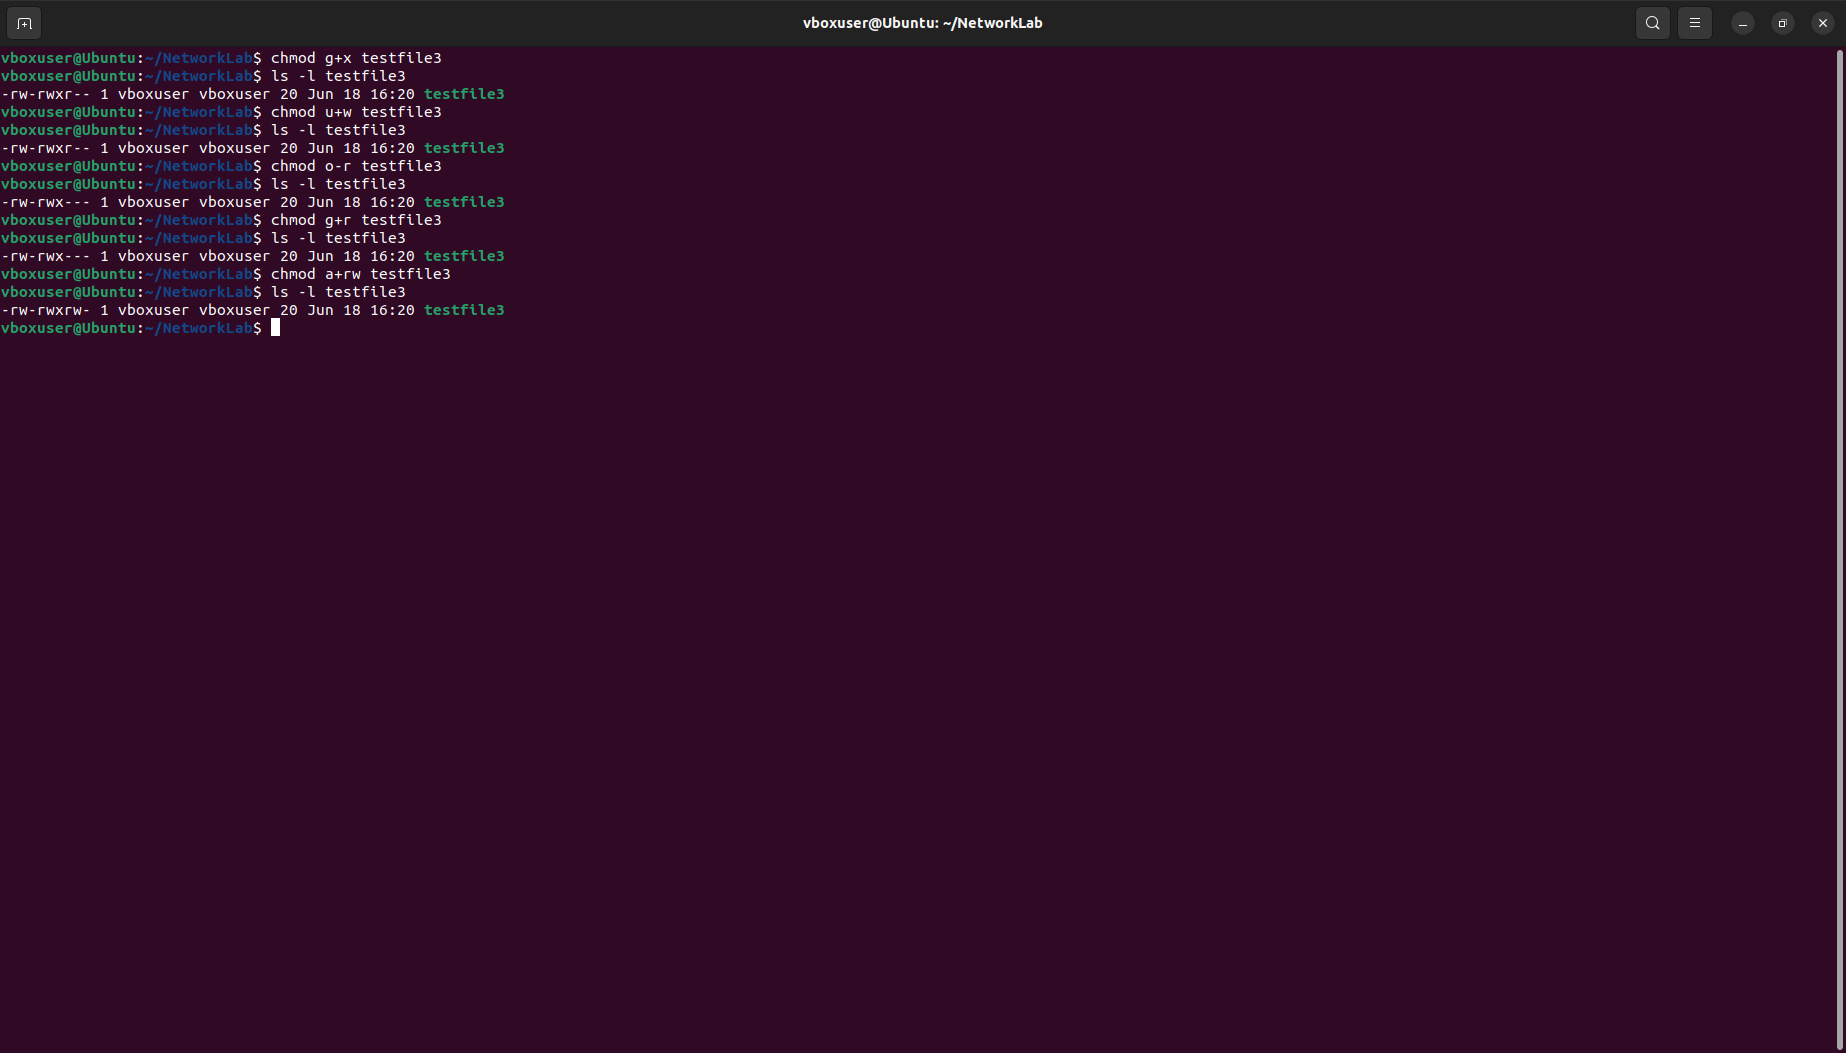 vboxuser@Ubuntu: ~/NetworkLab
vboxuser@Ubuntu:~/NetworkLab$ chmod g+x testfile3
vboxuser@Ubuntu:~/NetworkLab$ ls -l testfile3
-rw-rwxr-- 1 vboxuser vboxuser 20 Jun 18 16:20 testfile3
vboxuser@Ubuntu:~/NetworkLab$ chmod u+w testfile3
vboxuser@Ubuntu:~/NetworkLab$ ls -l testfile3
-rw-rwxr-- 1 vboxuser vboxuser 20 Jun 18 16:20 testfile3
vboxuser@Ubuntu:~/NetworkLab$ chmod o-r testfile3
vboxuser@Ubuntu:~/NetworkLab$ ls -l testfile3
-rw-rwx--- 1 vboxuser vboxuser 20 Jun 18 16:20 testfile3
vboxuser@Ubuntu:~/NetworkLab$ chmod g+r testfile3
vboxuser@Ubuntu:~/NetworkLab$ ls -l testfile3
-rw-rwx--- 1 vboxuser vboxuser 20 Jun 18 16:20 testfile3
vboxuser@Ubuntu:~/NetworkLab$ chmod a+rw testfile3
vboxuser@Ubuntu:~/NetworkLab$ ls -l testfile3
-rw-rwxrw- 1 vboxuser vboxuser 20 Jun 18 16:20 testfile3
vboxuser@Ubuntu:~/NetworkLab$